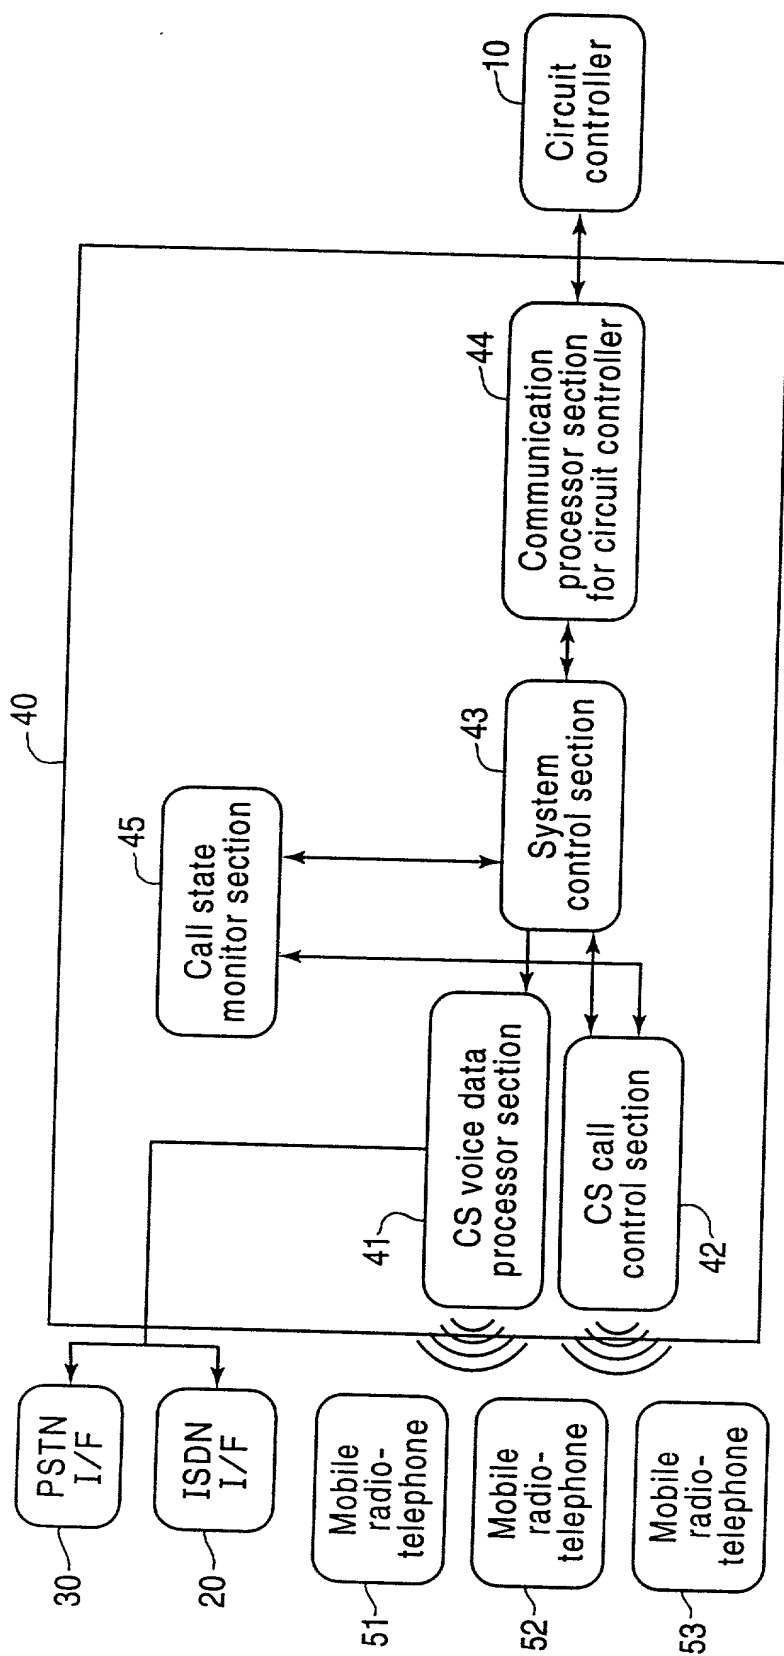 40
30
PSTN
I/F
20
ISDN
I/F
45
Call state
monitor section
10
Circuit
controller
44
Communication
processor section
for circuit controller
43
System
control section
41
CS voice data
processor section
CS call
control section
42
51
Mobile
radio-
telephone
52
Mobile
radio-
telephone
53
Mobile
radio-
telephone